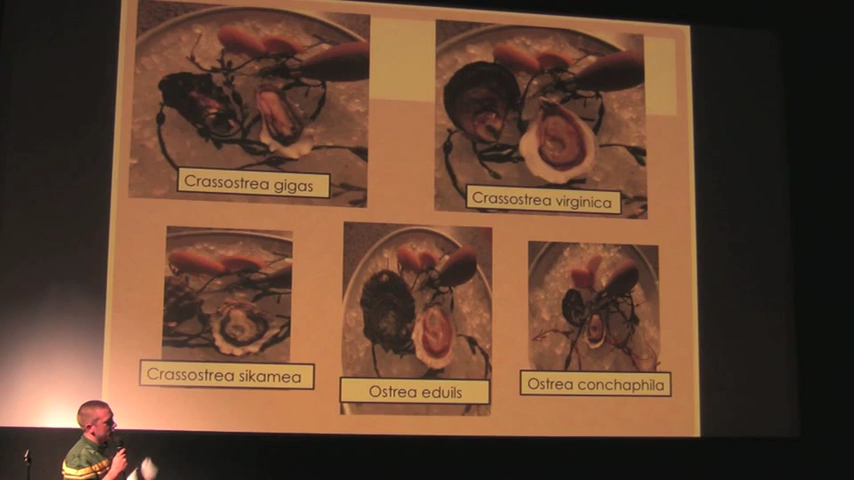 Crassostrea gigas
Crassostrea virginica
Crassostrea sikamea
Ostrea eduils
Ostrea conchaphila